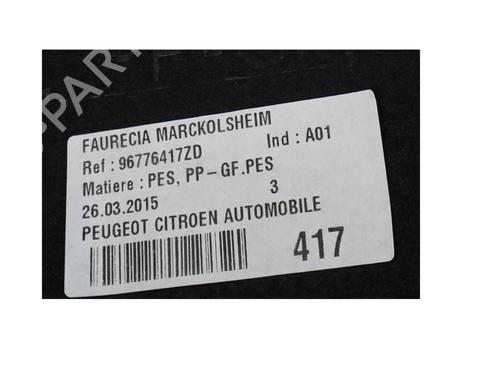 FAURECIA MARCKOLSHEIM
Ref : 96776417ZD Ind : A01
Matiere : PES, PP-GF.PES
26.03.2015 3
PEUGEOT CITROEN AUTOMOBILE
417